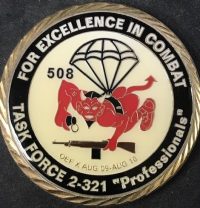 FOR EXCELLENCE IN COMBAT
508
OEF X AUG 09-AUG 10
TASK FORCE 2-321 "Professionals"